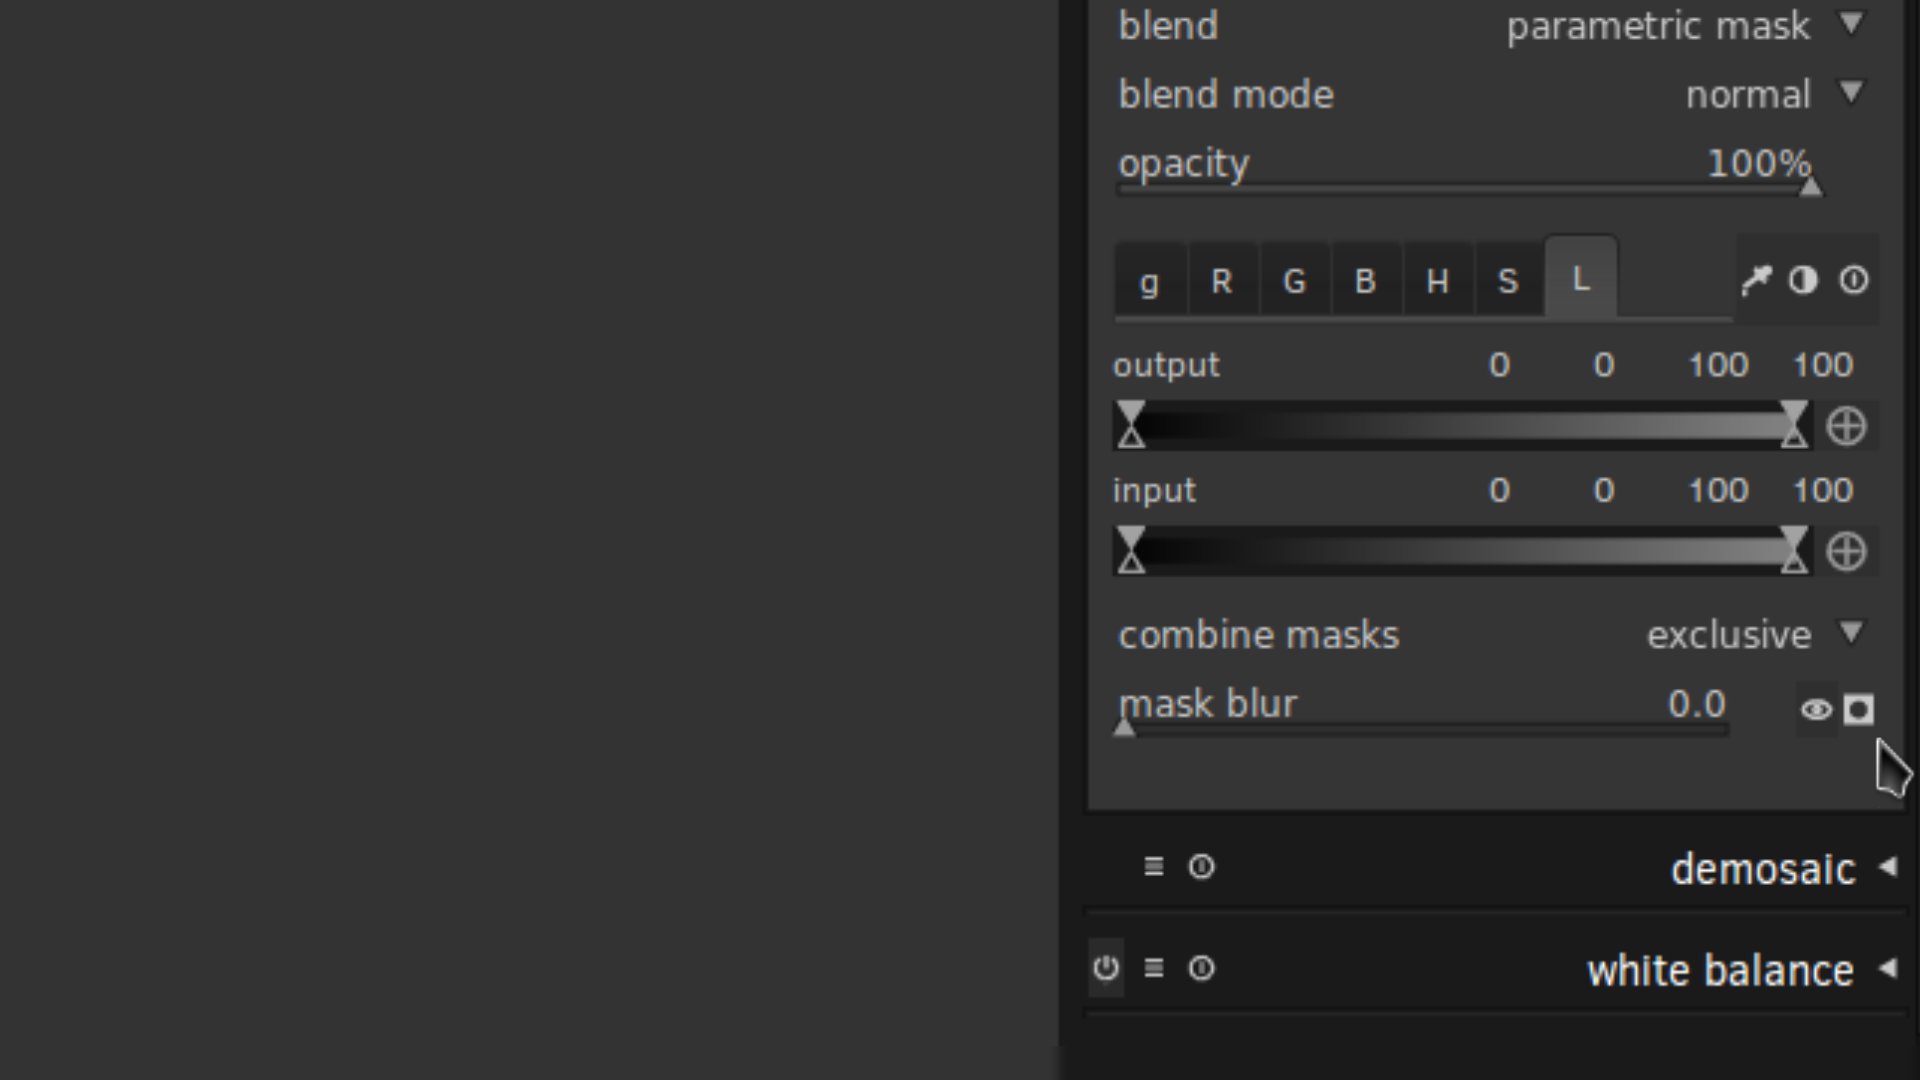 blend parametric mask
blend mode normal
opacity 100%
g R G B H S L
output 0 0 100 100
input 0 0 100 100
combine masks exclusive
mask blur 0.0
demosaic
white balance